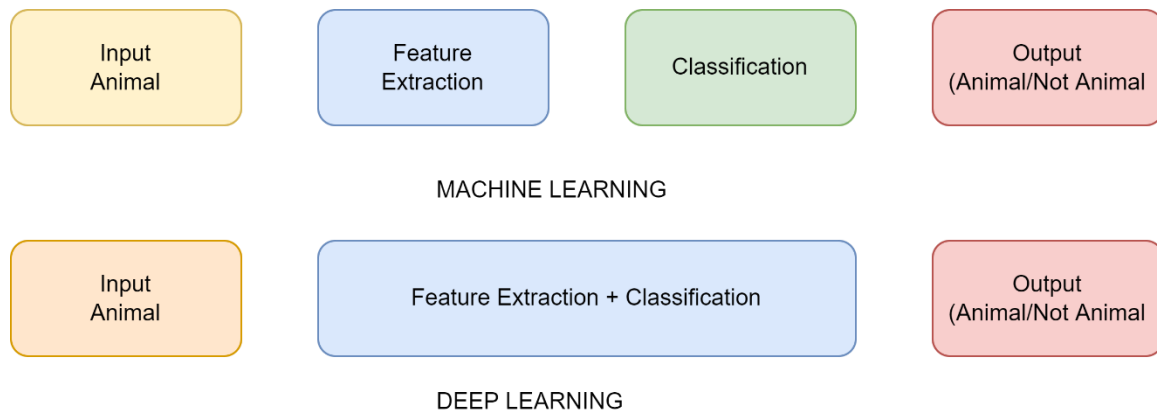 Input
Animal
Feature
Extraction
Classification
Output
(Animal/Not Animal
MACHINE LEARNING
Input
Animal
Feature Extraction + Classification
Output
(Animal/Not Animal
DEEP LEARNING